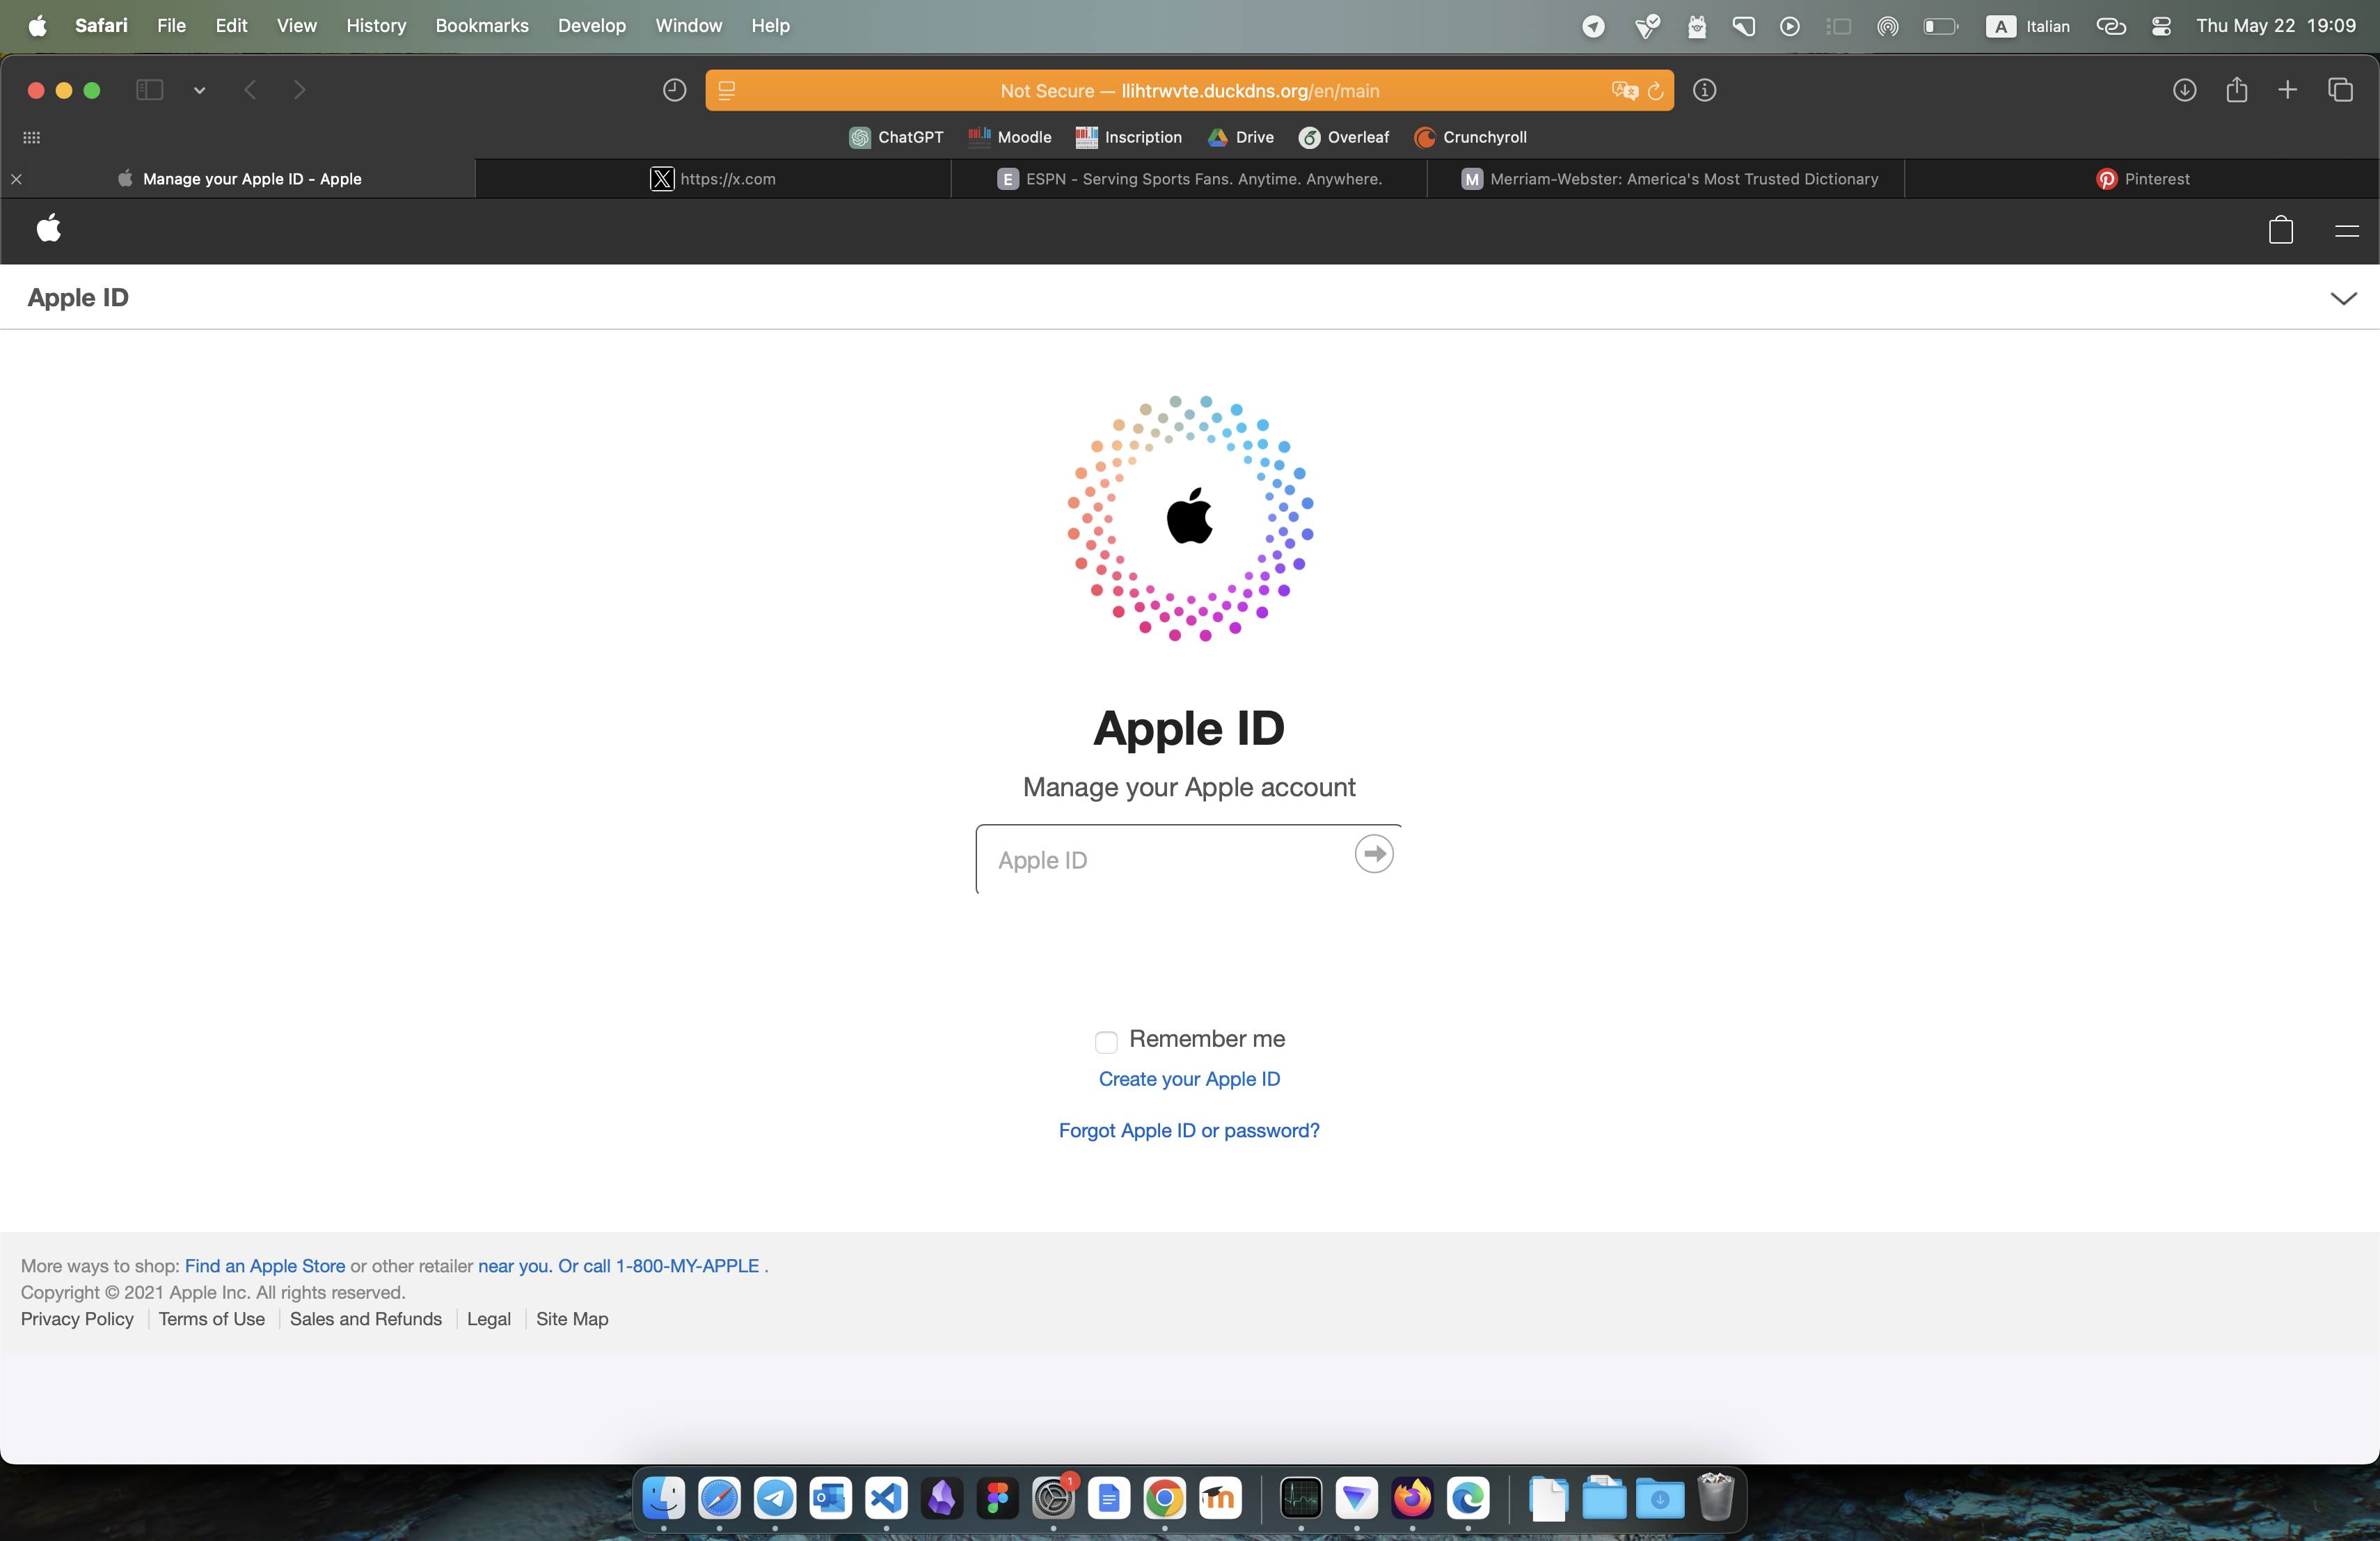 Safari File Edit View History Bookmarks Develop Window Help A Italian Thu May 22 19:09
Not Secure — llihtrwvte.duckdns.org/en/main
ChatGPT Moodle Inscription Drive Overleaf Crunchyroll
Manage your Apple ID - Apple https://x.com E ESPN - Serving Sports Fans. Anytime. Anywhere. M Merriam-Webster: America's Most Trusted Dictionary Pinterest
Apple ID
Apple ID
Manage your Apple account
Apple ID
Remember me
Create your Apple ID
Forgot Apple ID or password?
More ways to shop: Find an Apple Store or other retailer near you. Or call 1-800-MY-APPLE .
Copyright © 2021 Apple Inc. All rights reserved.
Privacy Policy Terms of Use Sales and Refunds Legal Site Map
1